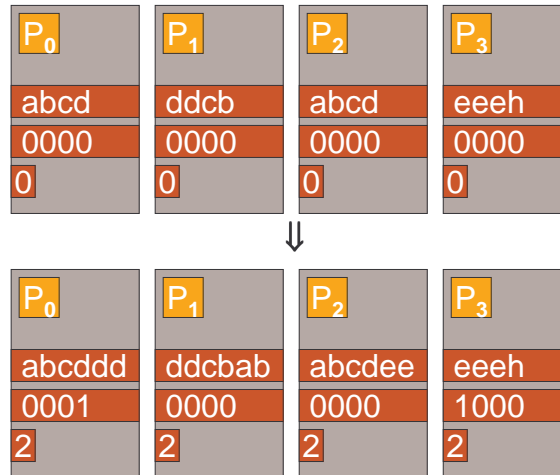 P0 P1 P2 P3
abcd ddcb abcd eeeh
0000 0000 0000 0000
0 0 0 0
⇓
P0 P1 P2 P3
abcddd ddcbab abcdee eeeh
0001 0000 0000 1000
2 2 2 2